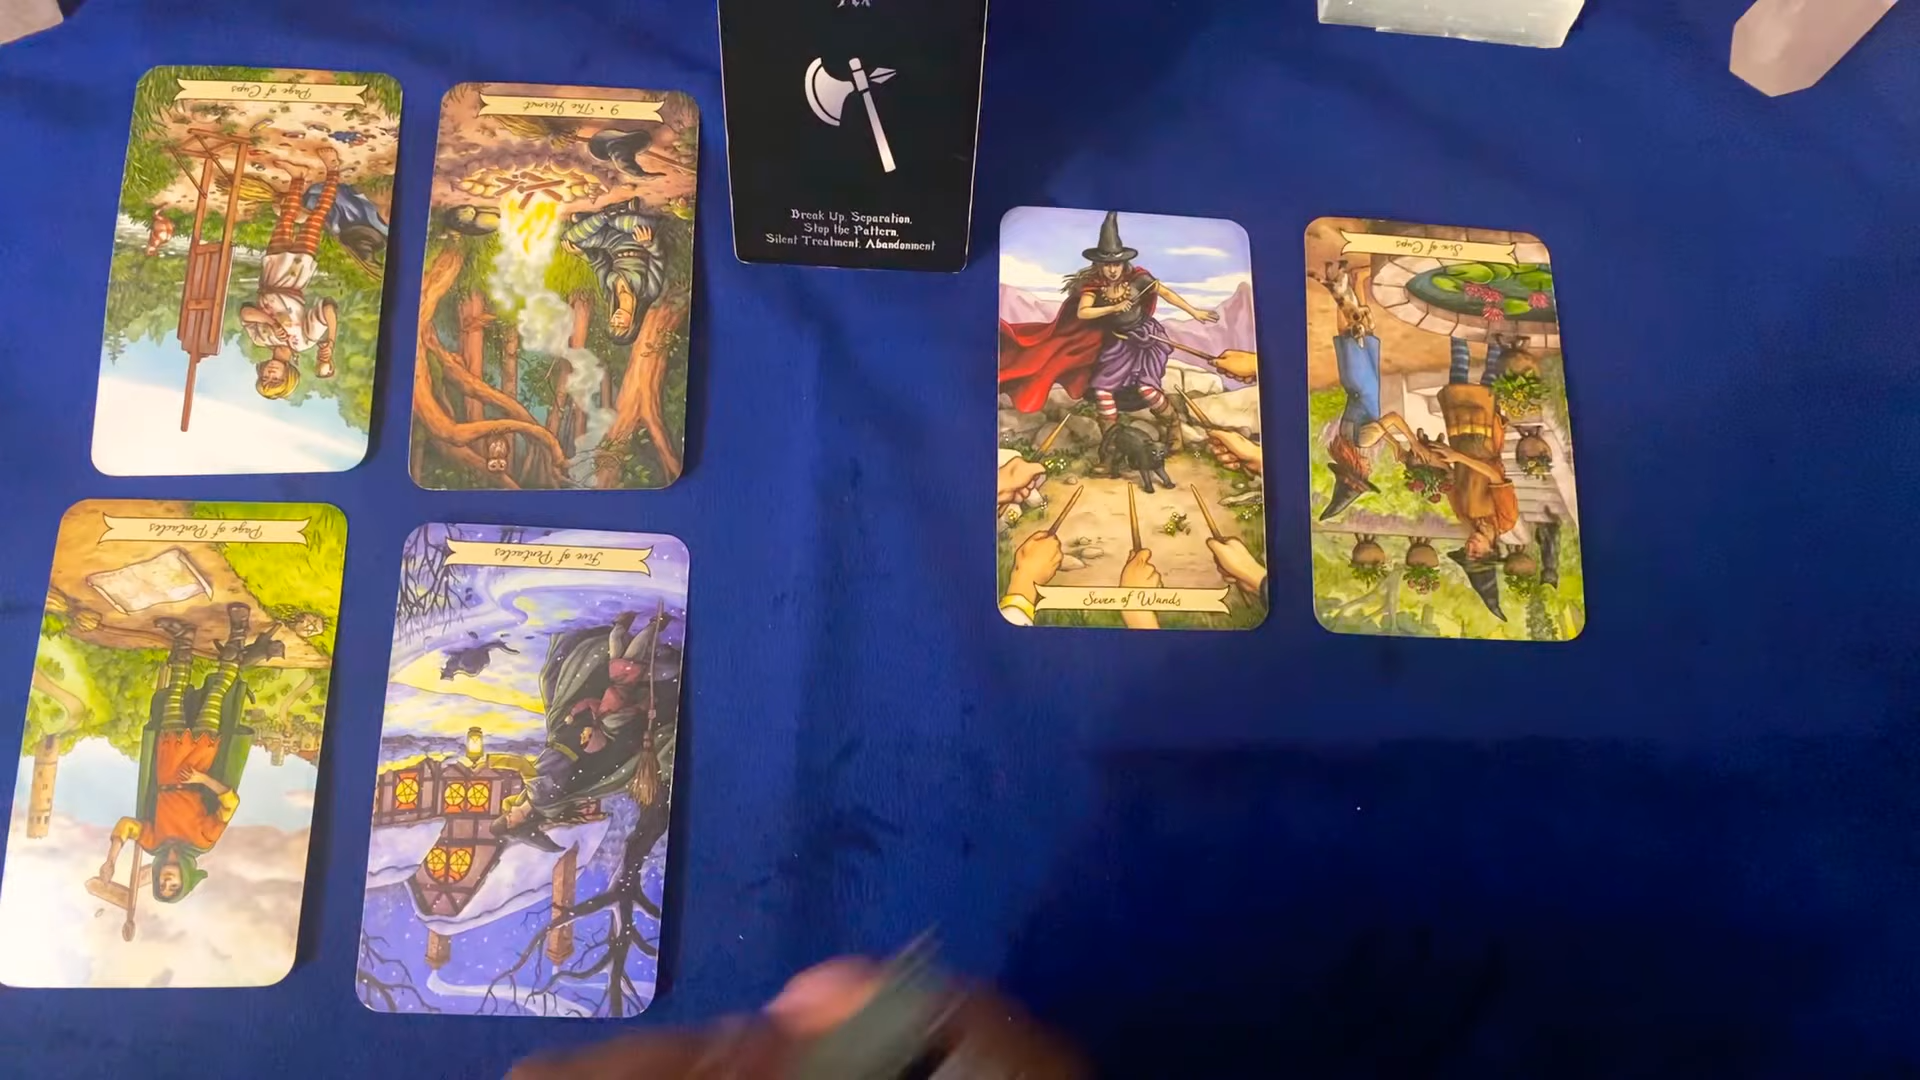 Page of Cups
9 • The Hermit
Break Up, Separation,
Stop the Pattern,
Silent Treatment, Abandonment
Six of Cups
Page of Pentacles
Five of Pentacles
Seven of Wands